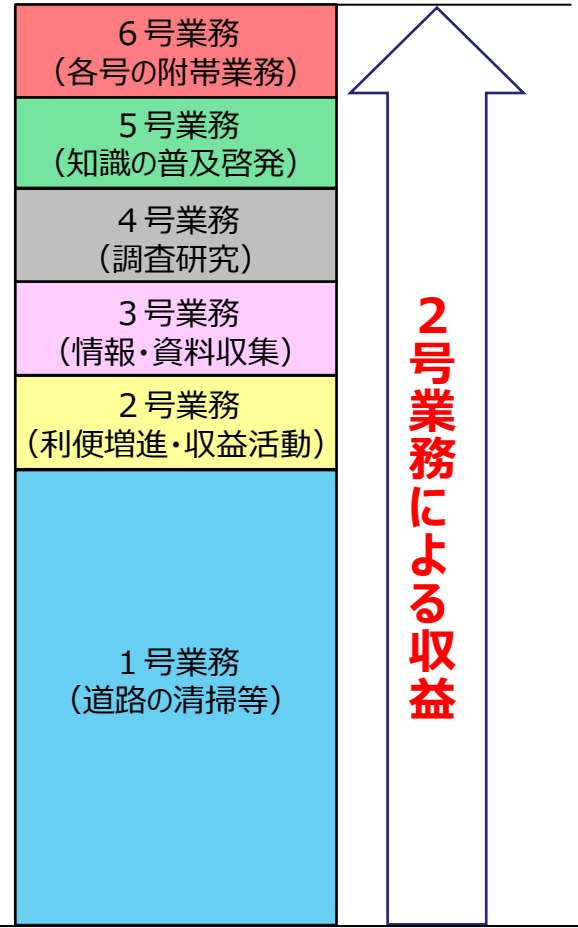 ６号業務
（各号の附帯業務）
５号業務
（知識の普及啓発）
４号業務
（調査研究）
３号業務
（情報・資料収集）
２号業務
（利便増進・収益活動）
１号業務
（道路の清掃等）
２号業務による収益